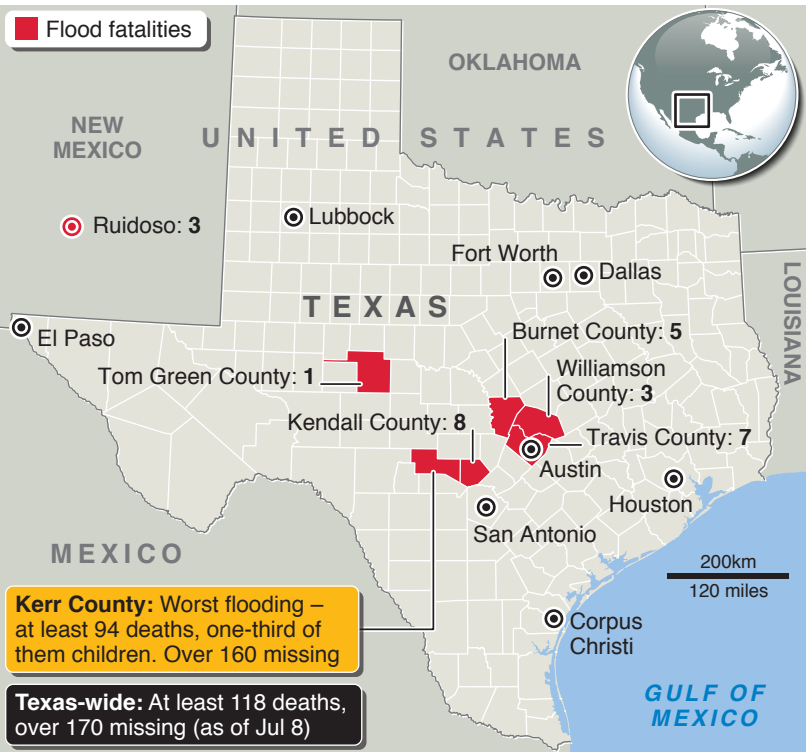 Flood fatalities
OKLAHOMA
NEW
MEXICO
UNITED STATES
Ruidoso: 3
Lubbock
Fort Worth
Dallas
LOUISIANA
TEXAS
El Paso
Burnet County: 5
Tom Green County: 1
Williamson
County: 3
Kendall County: 8
Travis County: 7
Austin
Houston
San Antonio
MEXICO
200km
120 miles
Kerr County: Worst flooding –
at least 94 deaths, one-third of
them children. Over 160 missing
Corpus
Christi
Texas-wide: At least 118 deaths,
over 170 missing (as of Jul 8)
GULF OF
MEXICO